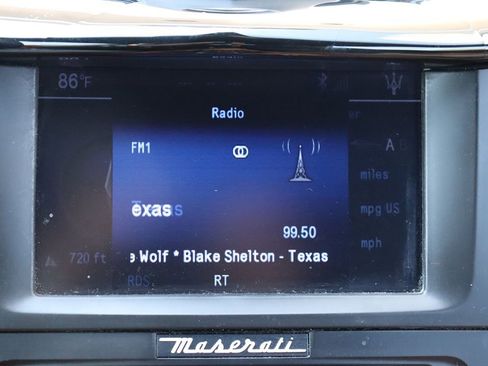 86°F
Radio
FM1
A B
miles
exas
mpg US
99.50
mph
720 ft
e Wolf * Blake Shelton - Texas
RDS
RT
Maserati